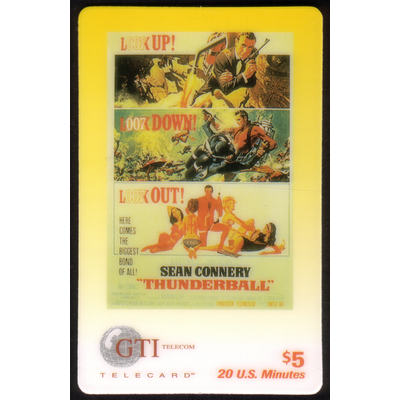 LOOK UP!
LOOK DOWN!
LOOK OUT!
HERE
COMES
THE
BIGGEST
BOND
OF ALL!
SEAN CONNERY
"THUNDERBALL"
GTI TELECOM
TELECARD
$5
20 U.S. Minutes